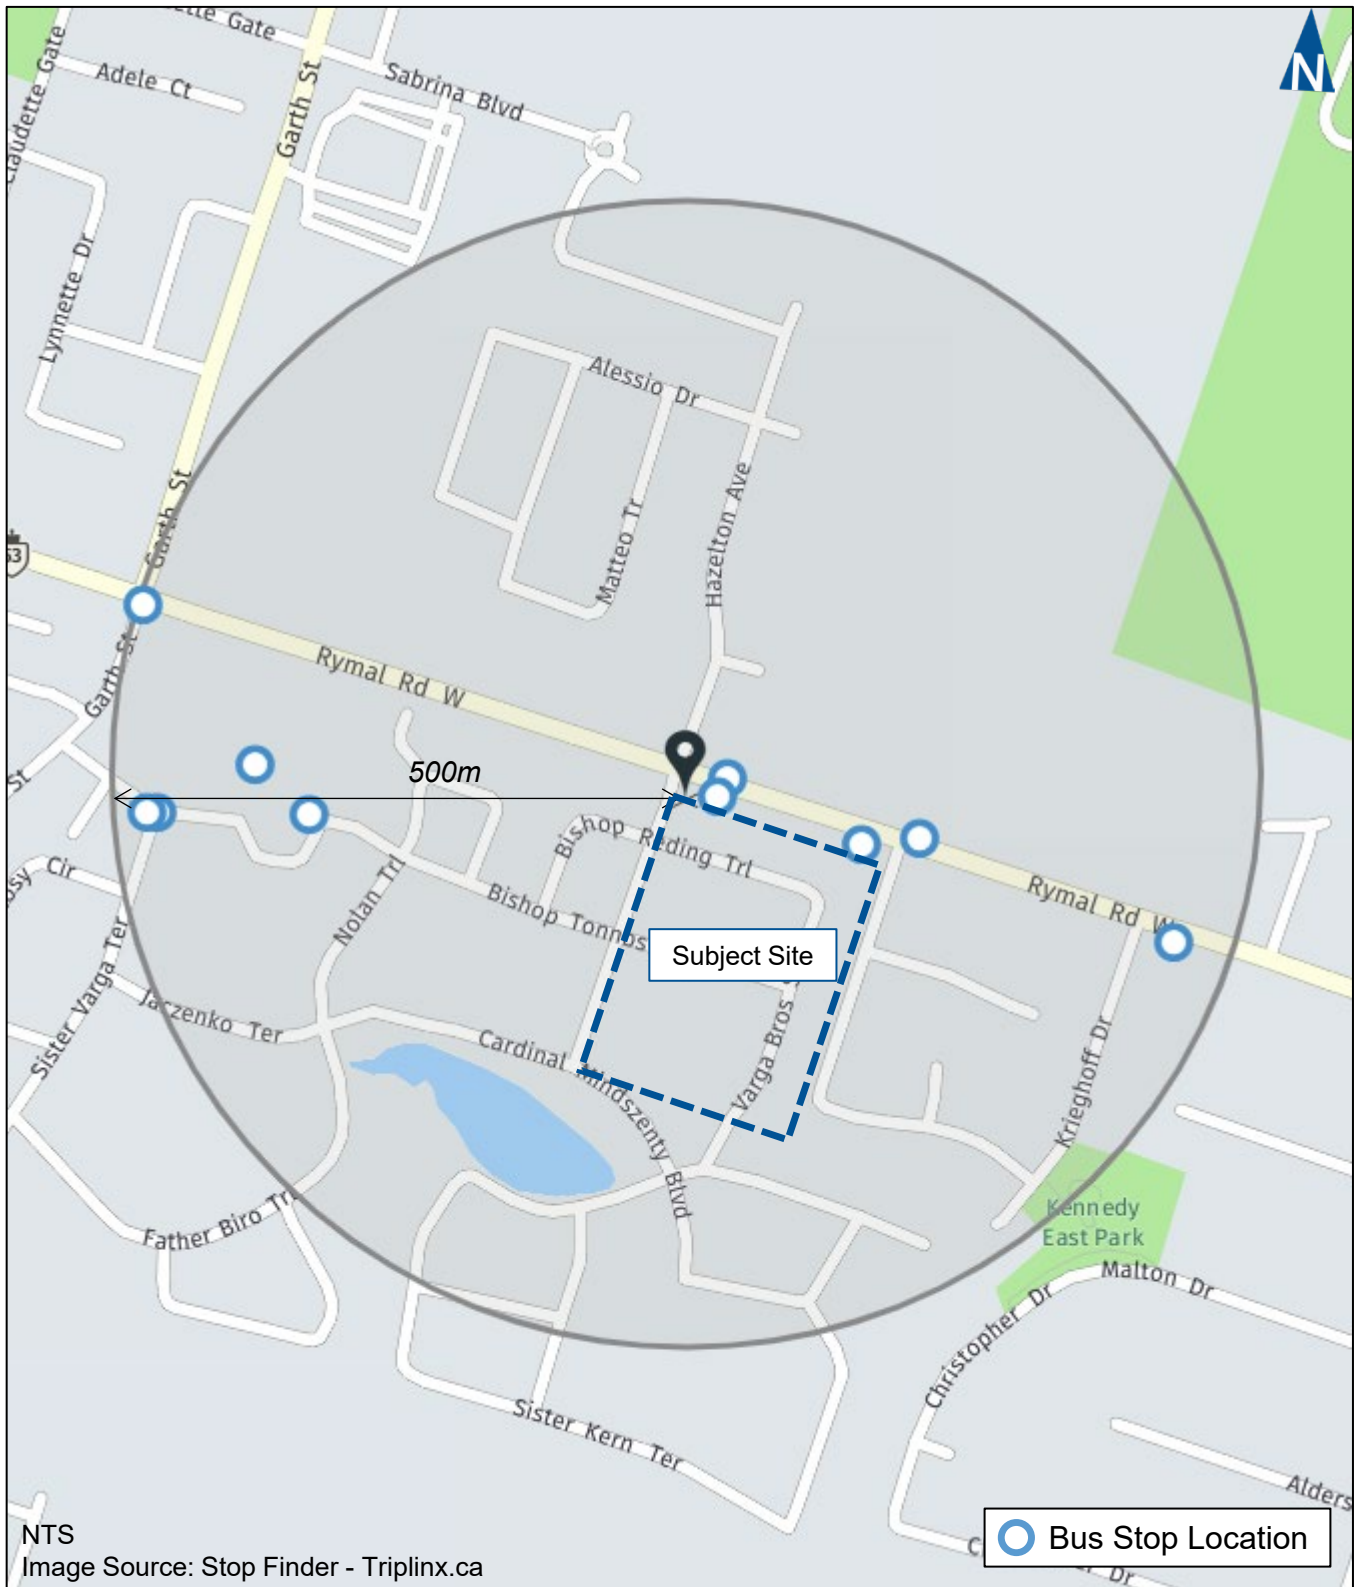 Gate
Adele Ct
Claudette Gate
Garth St
Sabrina Blvd
N
Lynnette Dr
Alessio Dr
Garth St
Matteo Tr
Hazelton Ave
53
Garth St
Rymal Rd W
St
500m
Bishop Reding Trl
Cir
Nolan Trl
Bishop
Rymal Rd W
Subject Site
Sister Varga Ter
Jaczenko Ter
Cardinal Mindszenty Blvd
Varga Bros
Krieghoff Dr
Father Biro Trl
Kennedy
East Park
Malton Dr
Christopher Dr
Sister Kern Ter
Alders
Dr
NTS
Image Source: Stop Finder - Triplinx.ca
Bus Stop Location